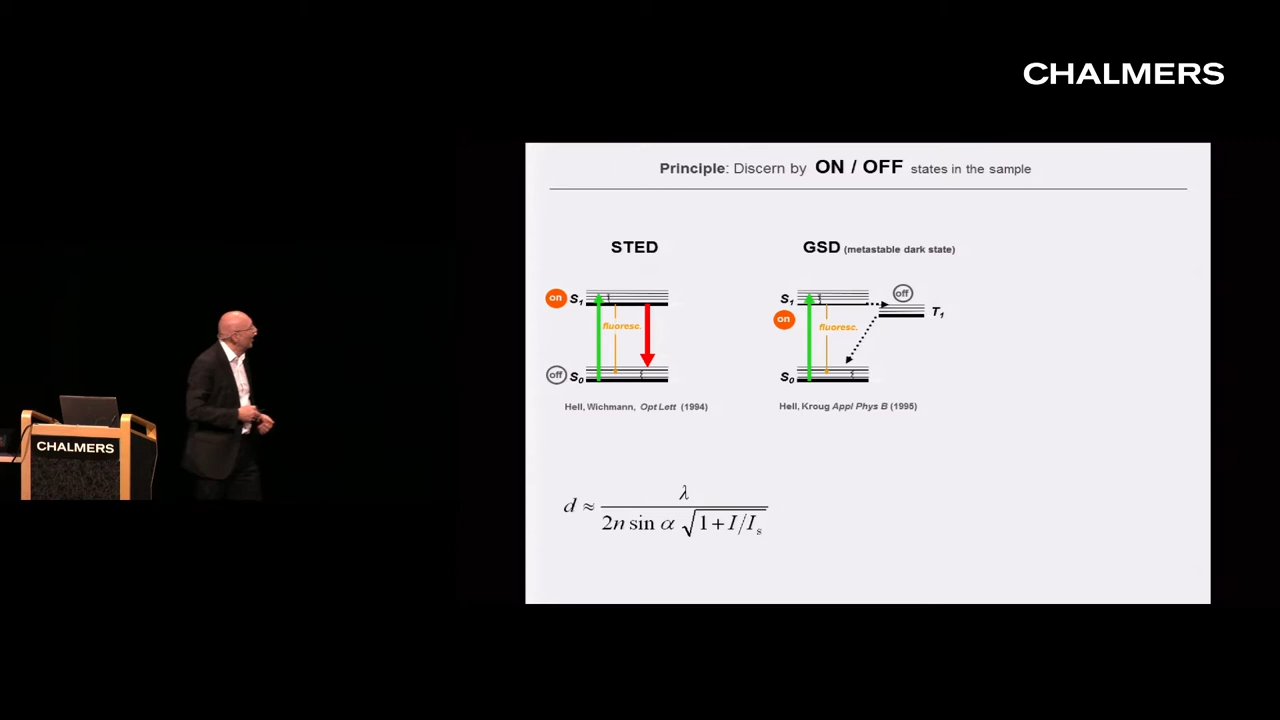 CHALMERS
Principle: Discern by ON / OFF states in the sample
STED
on S1
fluoresc.
off S0
Hell, Wichmann, Opt Lett (1994)
GSD (metastable dark state)
S1 off
on
T1
fluoresc.
S0
Hell, Kroug Appl Phys B (1995)
d ≈ λ / 2n sin α √1+I/Is
CHALMERS